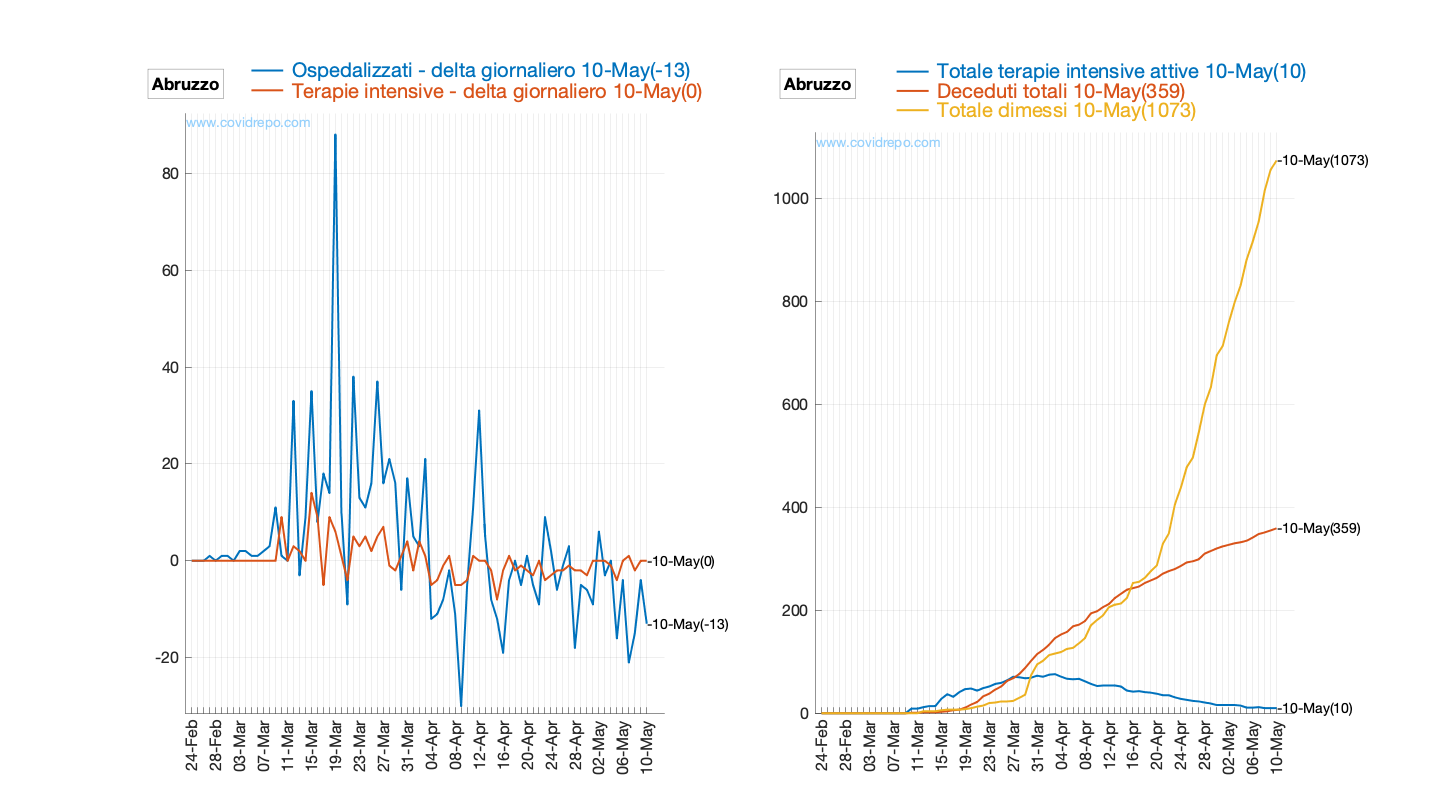 Abruzzo
Ospedalizzati - delta giornaliero 10-May(-13)
Terapie intensive - delta giornaliero 10-May(0)
www.covidrepo.com
80
60
40
20
0
-20
-10-May(0)
-10-May(-13)
24-Feb
28-Feb
03-Mar
07-Mar
11-Mar
15-Mar
19-Mar
23-Mar
27-Mar
31-Mar
04-Apr
08-Apr
12-Apr
16-Apr
20-Apr
24-Apr
28-Apr
02-May
06-May
10-May
Abruzzo
Totale terapie intensive attive 10-May(10)
Deceduti totali 10-May(359)
Totale dimessi 10-May(1073)
www.covidrepo.com
1000
800
600
400
200
0
-10-May(1073)
-10-May(359)
-10-May(10)
24-Feb
28-Feb
03-Mar
07-Mar
11-Mar
15-Mar
19-Mar
23-Mar
27-Mar
31-Mar
04-Apr
08-Apr
12-Apr
16-Apr
20-Apr
24-Apr
28-Apr
02-May
06-May
10-May